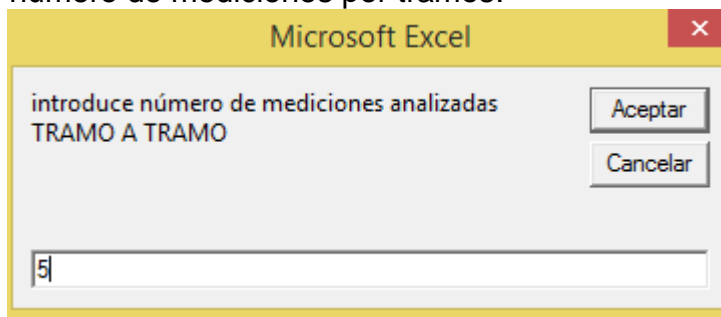 número de mediciones por tramos.
Microsoft Excel
introduce número de mediciones analizadas
TRAMO A TRAMO
Aceptar
Cancelar
5